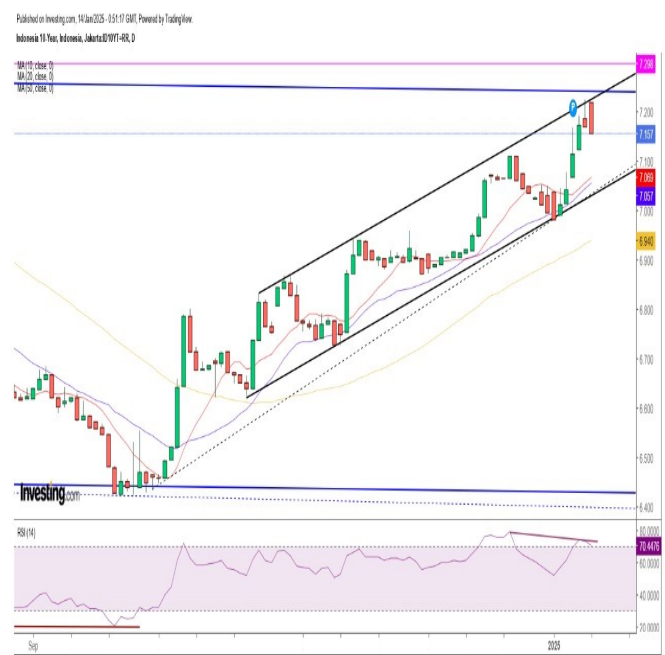 Published on Investing.com, 14/Jan/2025 - 0:51:17 GMT, Powered by TradingView.
Indonesia 10-Year, Indonesia, Jakarta:ID10YT=RR, D
MA (10, close, 0)
MA (20, close, 0)
MA (50, close, 0)
7.298
7.200
7.157
7.100
7.069
7.057
7.000
6.940
6.900
6.800
6.700
6.600
6.500
6.400
Investing.com
RSI (14)
80.0000
70.4476
60.0000
40.0000
20.0000
Sep
2025